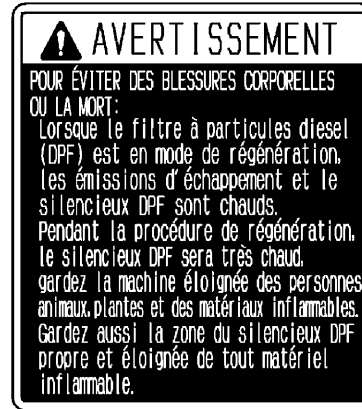 AVERTISSEMENT
POUR ÉVITER DES BLESSURES CORPORELLES
OU LA MORT:
Lorsque le filtre à particules diesel
(DPF) est en mode de régénération,
les émissions d'échappement et le
silencieux DPF sont chauds.
Pendant la procédure de régénération,
le silencieux DPF sera très chaud,
gardez la machine éloignée des personnes
animaux, plantes et des matériaux inflammables.
Gardez aussi la zone du silencieux DPF
propre et éloignée de tout matériel
inflammable.